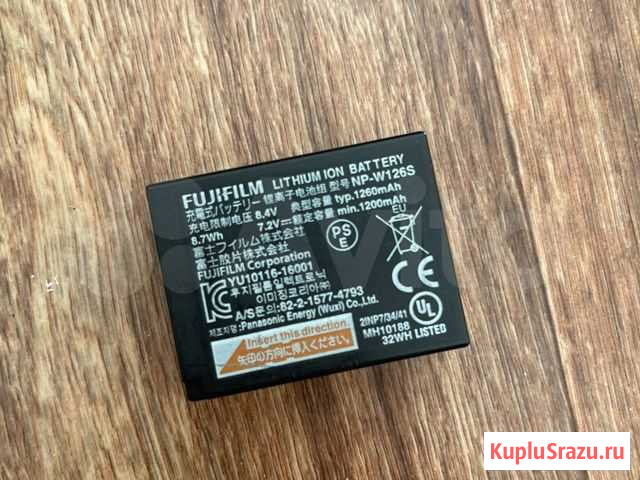 FUJIFILM LITHIUM ION BATTERY
充電式バッテリー 锂离子电池组 型号 NP-W126S
充电限制电压 8.4V 典型容量 typ.1260mAh
8.7Wh 7.2V 额定容量 min.1200mAh
富士フイルム株式会社
富士胶片株式会社
FUJIFILM Corporation
YU10116-16001
후지필름일렉트로닉
이미징코리아㈜
A/S문의: 82-2-1577-4793
제조원: Panasonic Energy (Wuxi) Co.,Ltd.
PS
E
EU
CE
UL
2INP7/34/41
MH10188
32WH LISTED
Insert this direction.
矢印の方向に挿入ください。
Avito
КуплюСразу.ру
KupluSrazu.ru